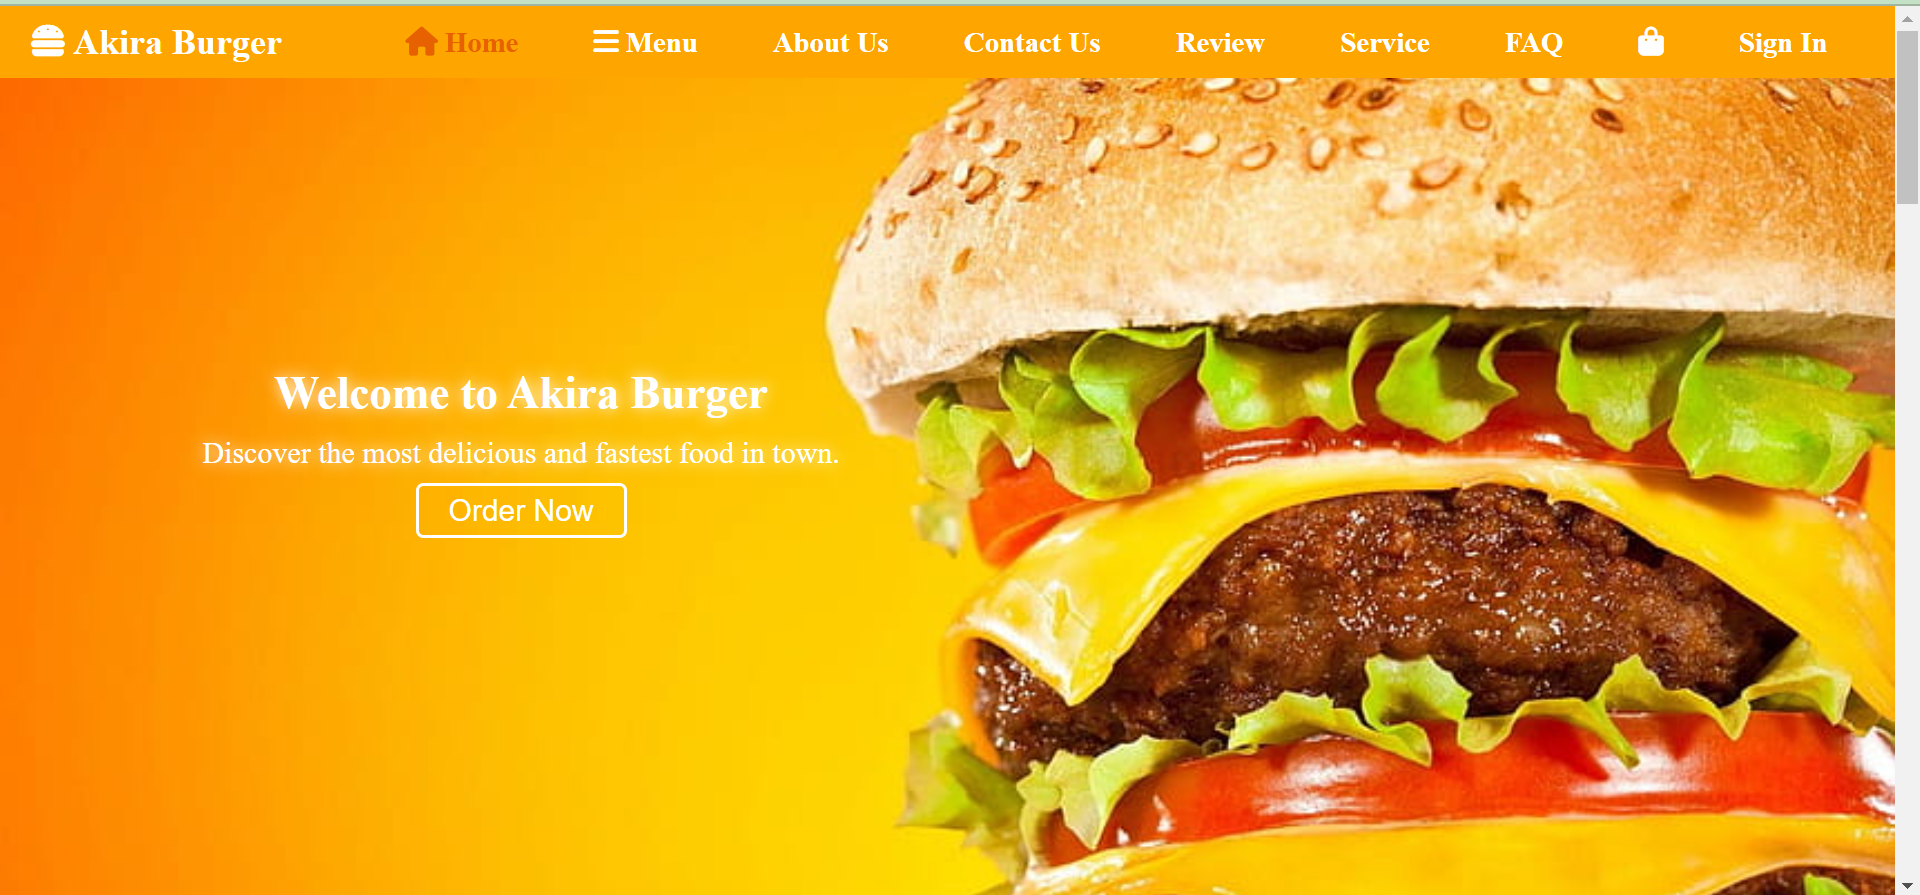 Akira Burger Home Menu About Us Contact Us Review Service FAQ Sign In
Welcome to Akira Burger
Discover the most delicious and fastest food in town.
Order Now